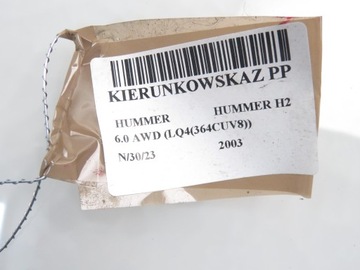 KIERUNKOWSKAZ PP
HUMMER HUMMER H2
6.0 AWD (LQ4(364CUV8))
N/30/23 2003